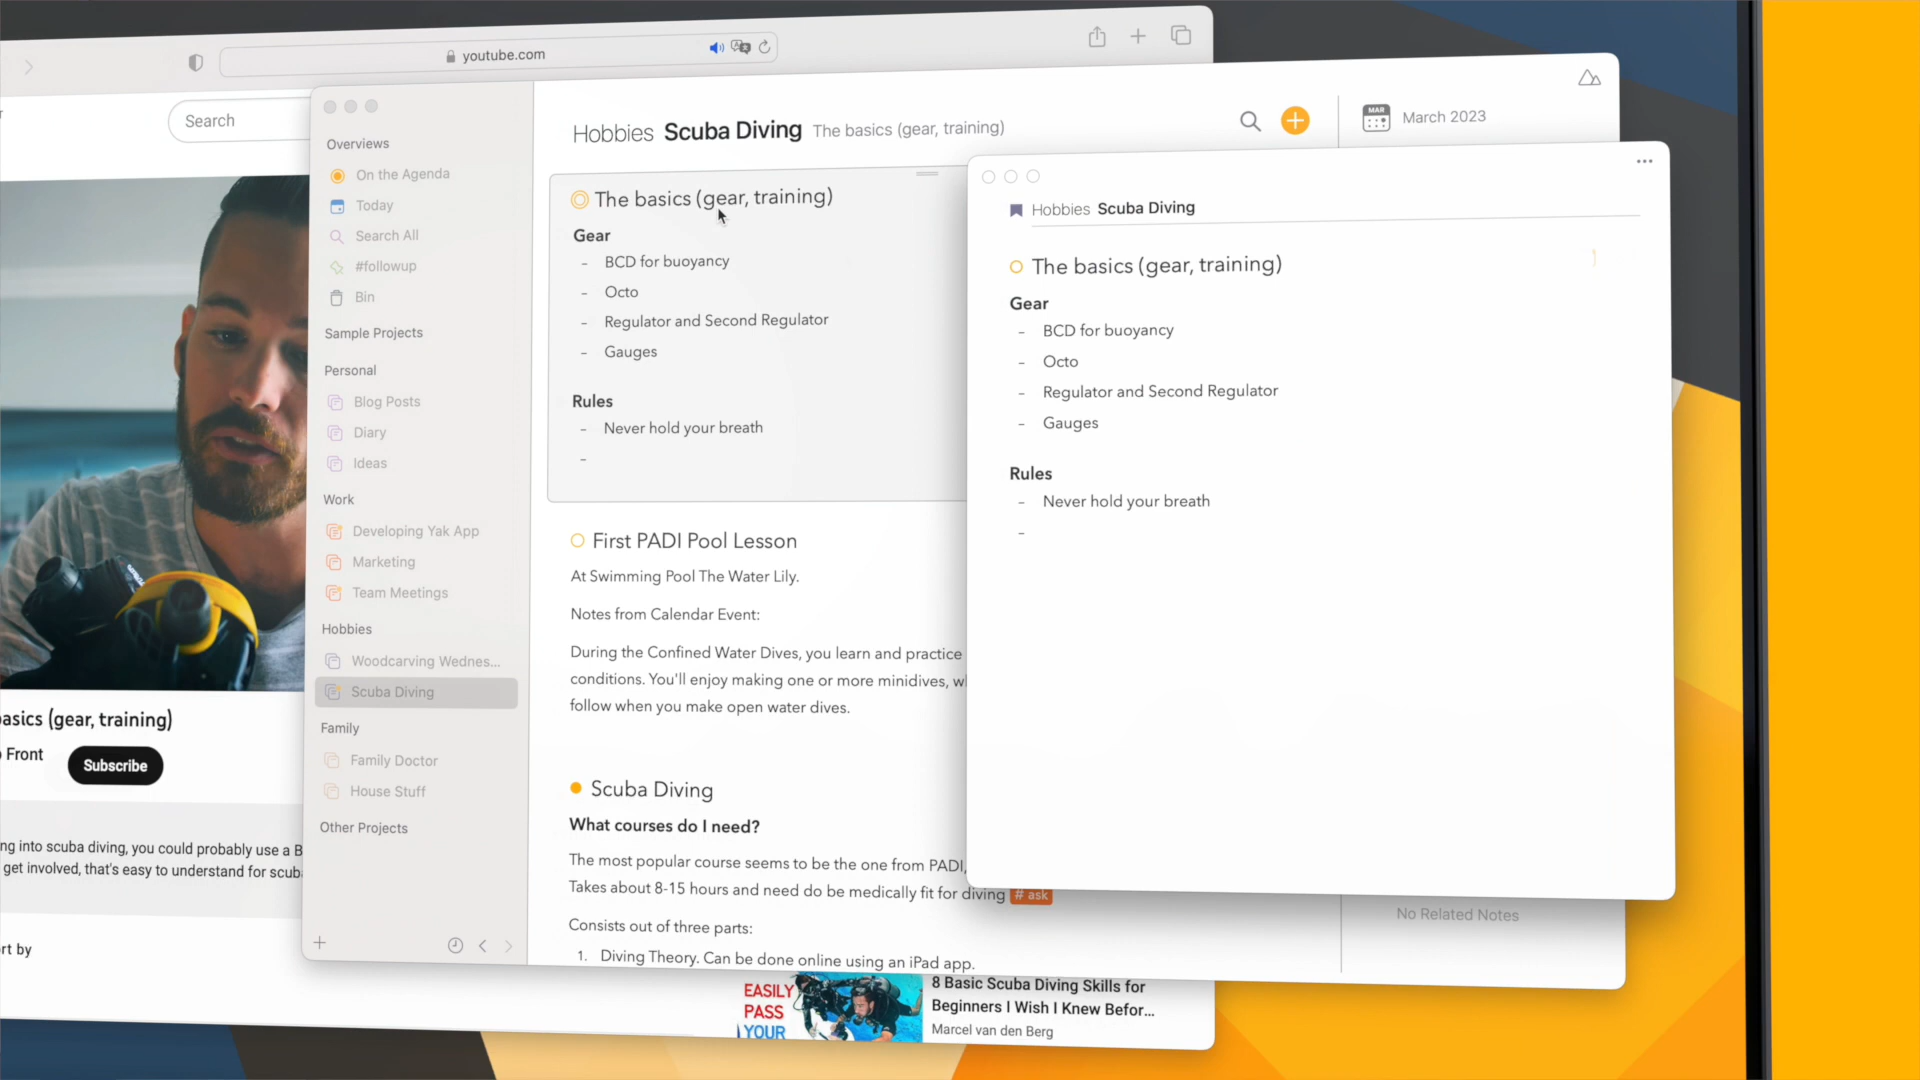 youtube.com
Search
Overviews
On the Agenda
Today
Search All
#followup
Bin
Sample Projects
Personal
Blog Posts
Diary
Ideas
Work
Developing Yak App
Marketing
Team Meetings
Hobbies
Woodcarving Wednes...
Scuba Diving
Family
Family Doctor
House Stuff
Other Projects
Hobbies Scuba Diving The basics (gear, training)
MAR
March 2023
The basics (gear, training)
Gear
- BCD for buoyancy
- Octo
- Regulator and Second Regulator
- Gauges
Rules
- Never hold your breath
-
First PADI Pool Lesson
At Swimming Pool The Water Lily.
Notes from Calendar Event:
During the Confined Water Dives, you learn and practice
conditions. You'll enjoy making one or more minidives, w
follow when you make open water dives.
Scuba Diving
What courses do I need?
The most popular course seems to be the one from PADI,
Takes about 8-15 hours and need do be medically fit for diving # ask
Consists out of three parts:
1. Diving Theory. Can be done online using an iPad app.
Hobbies Scuba Diving
The basics (gear, training)
Gear
- BCD for buoyancy
- Octo
- Regulator and Second Regulator
- Gauges
Rules
- Never hold your breath
-
No Related Notes
asics (gear, training)
Front
Subscribe
ng into scuba diving, you could probably use a B
get involved, that's easy to understand for scub
rt by
EASILY
PASS
YOUR
8 Basic Scuba Diving Skills for
Beginners I Wish I Knew Befor...
Marcel van den Berg